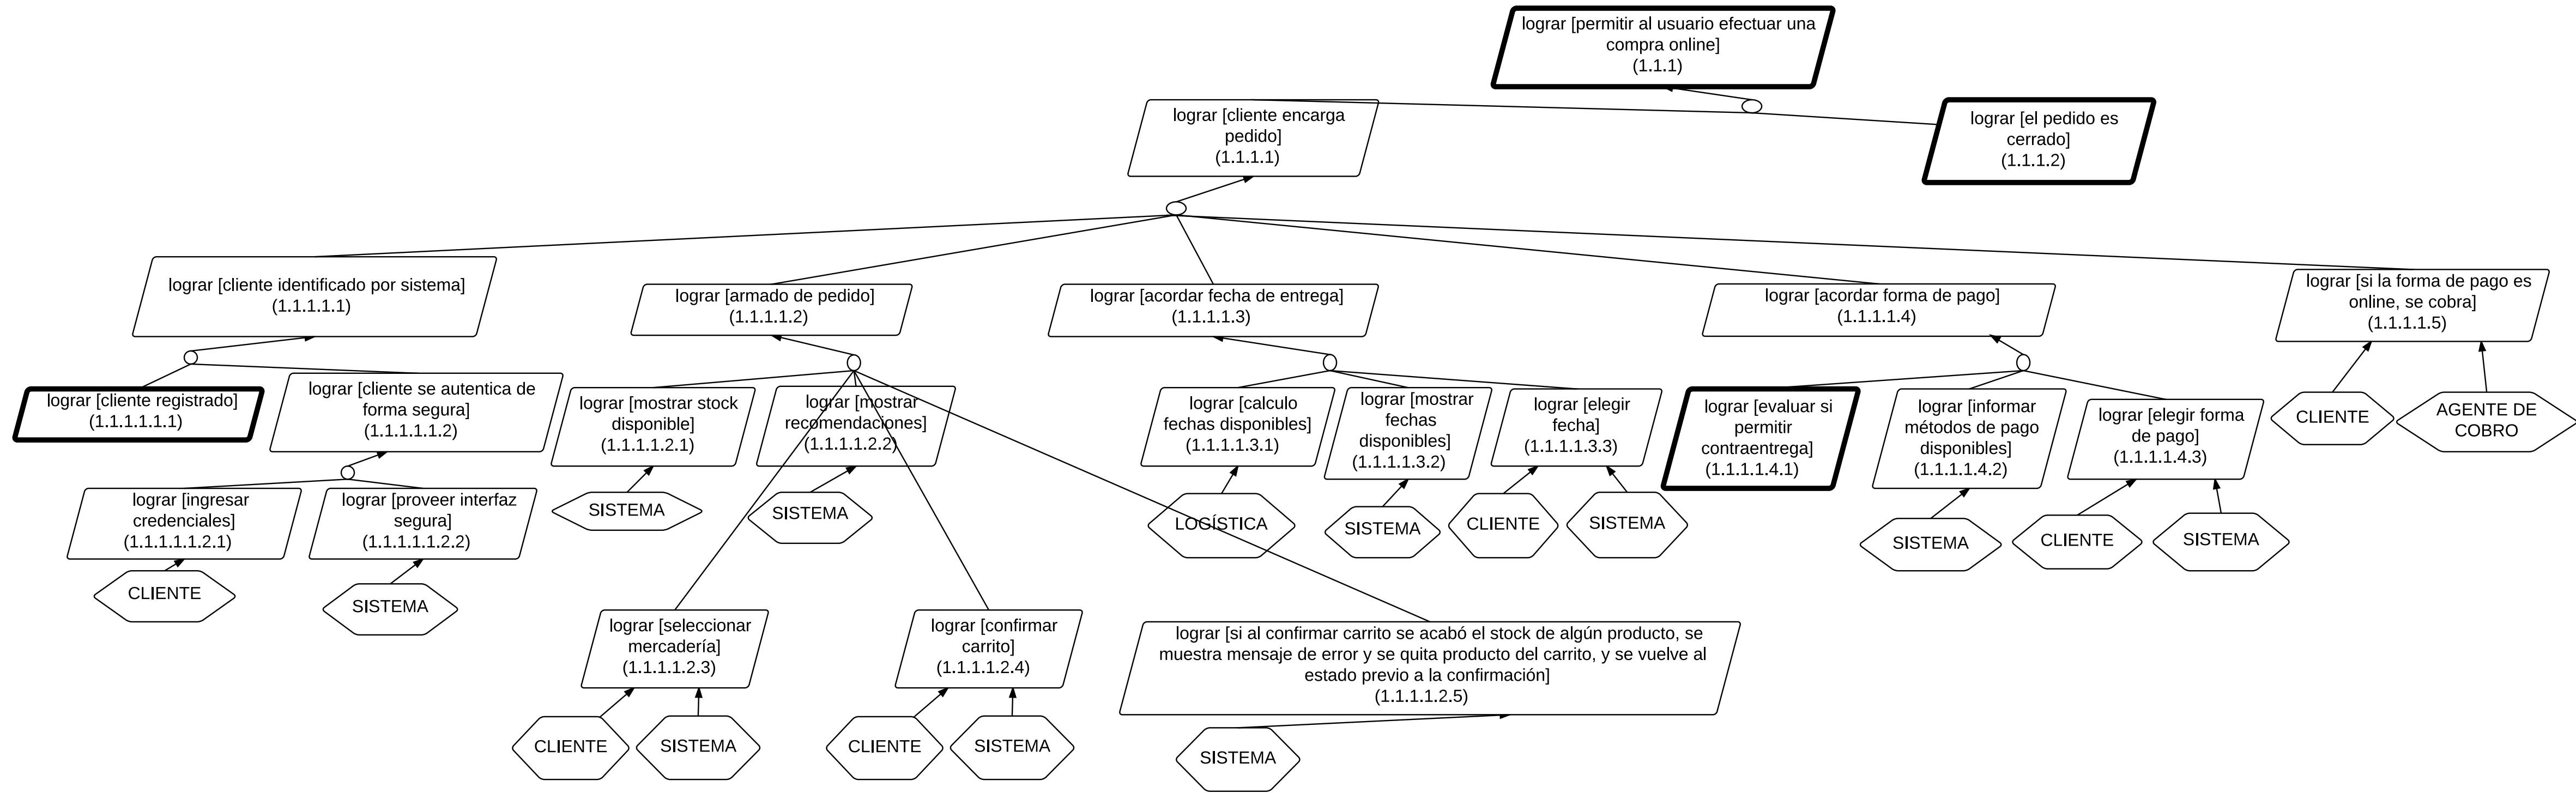 lograr [permitir al usuario efectuar una
compra online]
(1.1.1)
lograr [cliente encarga
pedido]
(1.1.1.1)
lograr [el pedido es
cerrado]
(1.1.1.2)
lograr [cliente identificado por sistema]
(1.1.1.1.1)
lograr [armado de pedido]
(1.1.1.1.2)
lograr [acordar fecha de entrega]
(1.1.1.1.3)
lograr [acordar forma de pago]
(1.1.1.1.4)
lograr [si la forma de pago es
online, se cobra]
(1.1.1.1.5)
lograr [cliente registrado]
(1.1.1.1.1.1)
lograr [cliente se autentica de
forma segura]
(1.1.1.1.1.2)
lograr [mostrar stock
disponible]
(1.1.1.1.2.1)
lograr [mostrar
recomendaciones]
(1.1.1.1.2.2)
lograr [calculo
fechas disponibles]
(1.1.1.1.3.1)
lograr [mostrar
fechas
disponibles]
(1.1.1.1.3.2)
lograr [elegir
fecha]
(1.1.1.1.3.3)
lograr [evaluar si
permitir
contraentrega]
(1.1.1.1.4.1)
lograr [informar
métodos de pago
disponibles]
(1.1.1.1.4.2)
lograr [elegir forma
de pago]
(1.1.1.1.4.3)
CLIENTE
AGENTE DE
COBRO
lograr [ingresar
credenciales]
(1.1.1.1.1.2.1)
lograr [proveer interfaz
segura]
(1.1.1.1.1.2.2)
SISTEMA
SISTEMA
LOGÍSTICA
SISTEMA
CLIENTE
SISTEMA
SISTEMA
CLIENTE
SISTEMA
CLIENTE
SISTEMA
lograr [seleccionar
mercadería]
(1.1.1.1.2.3)
lograr [confirmar
carrito]
(1.1.1.1.2.4)
lograr [si al confirmar carrito se acabó el stock de algún producto, se
muestra mensaje de error y se quita producto del carrito, y se vuelve al
estado previo a la confirmación]
(1.1.1.1.2.5)
CLIENTE
SISTEMA
CLIENTE
SISTEMA
SISTEMA